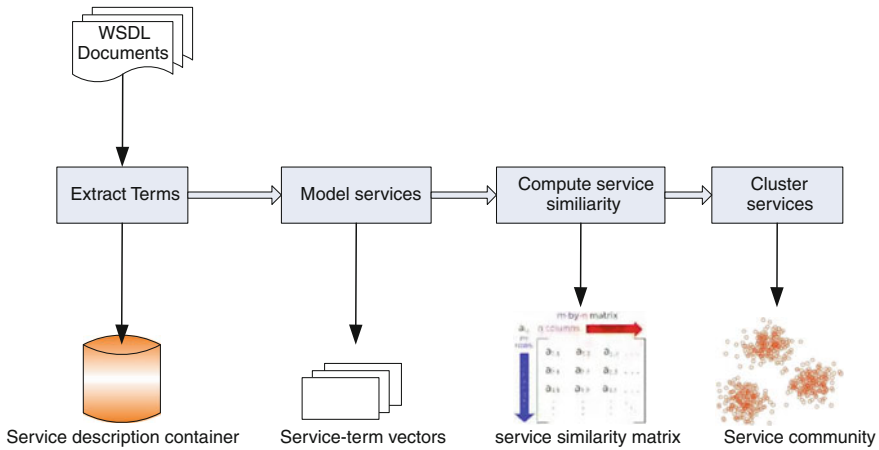 WSDL
Documents
Extract Terms
Model services
Compute service
similiarity
Cluster
services
m-by-n matrix
n columns
Service description container
Service-term vectors
service similarity matrix
Service community